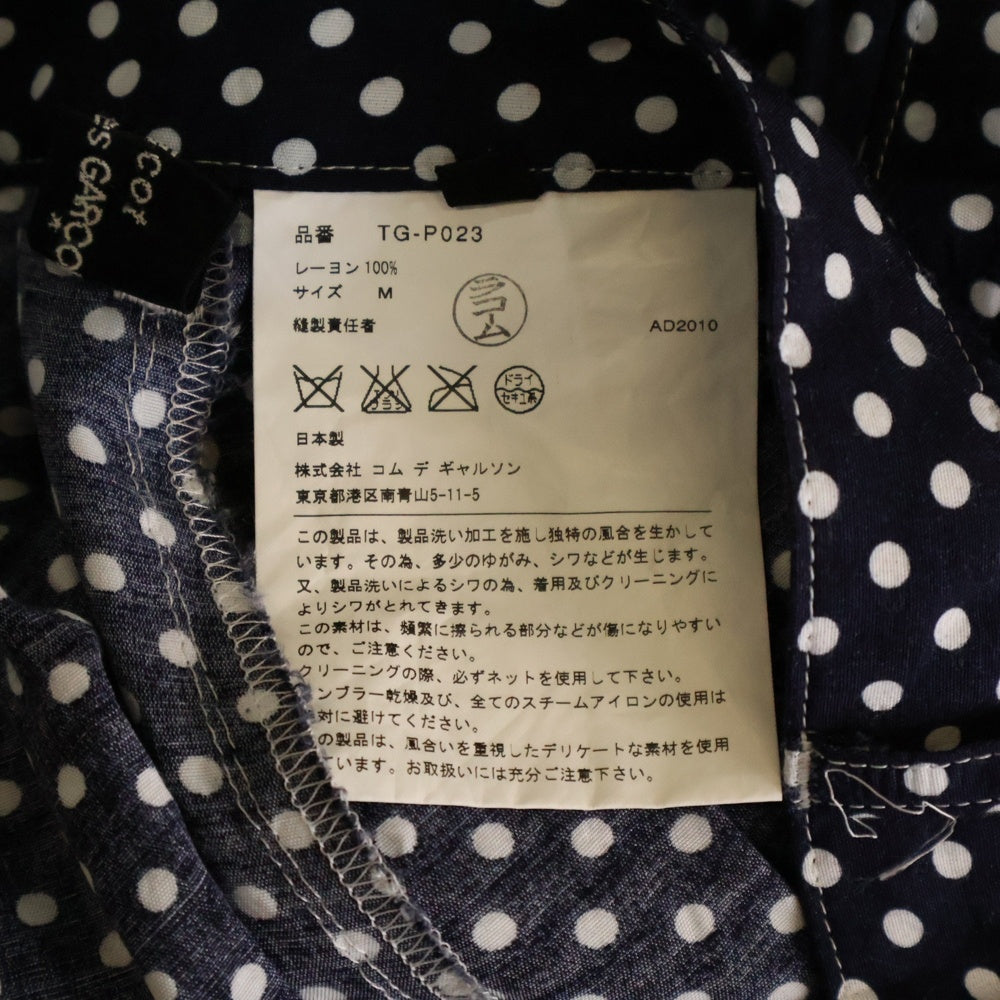 COMME
GARÇO
品番 TG-P023
レーヨン 100%
サイズ M
縫製責任者
コム
AD2010
ドライ
セキユ系
日本製
株式会社 コム デ ギャルソン
東京都港区南青山5-11-5
この製品は、製品洗い加工を施し独特の風合を生かして
います。その為、多少のゆがみ、シワなどが生じます。
又、製品洗いによるシワの為、着用及びクリーニングに
よりシワがとれてきます。
この素材は、頻繁に擦られる部分などが傷になりやすい
ので、ご注意ください。
クリーニングの際、必ずネットを使用して下さい。
ンブラー乾燥及び、全てのスチームアイロンの使用は
対に避けてください。
の製品は、風合いを重視したデリケートな素材を使用
ています。お取扱いには充分ご注意下さい。